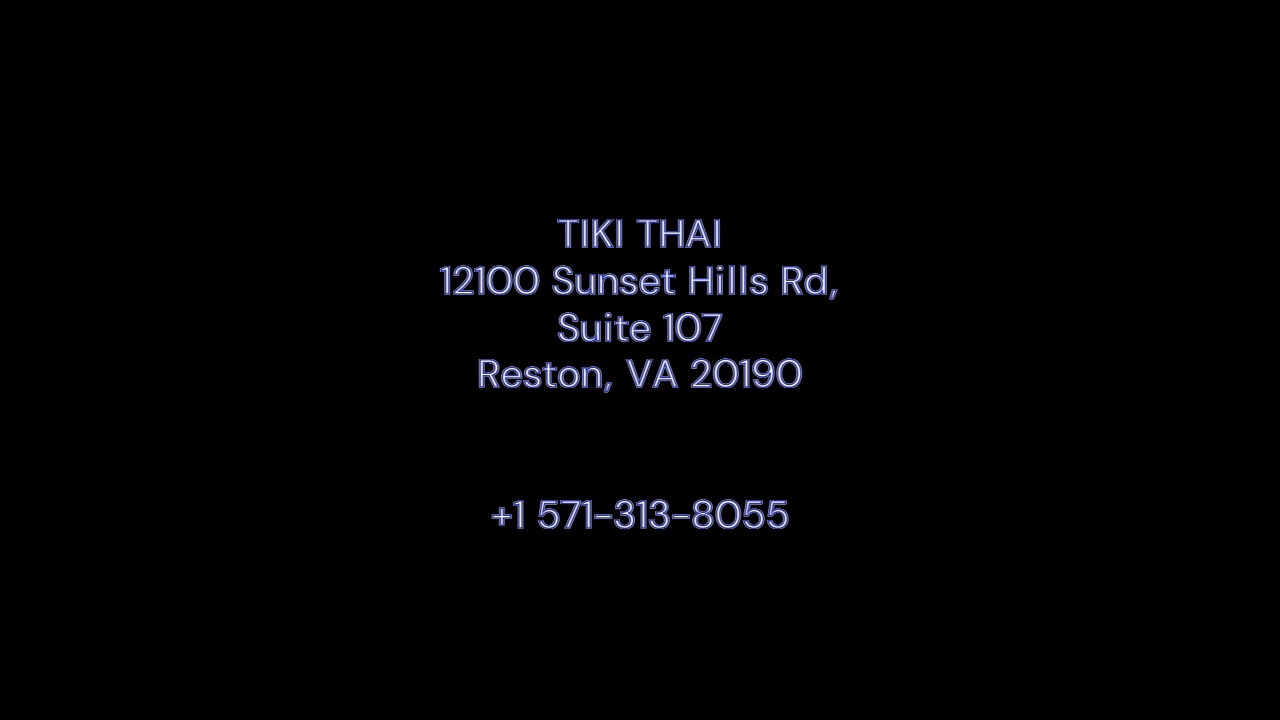 TIKI THAI
12100 Sunset Hills Rd,
Suite 107
Reston, VA 20190
+1 571-313-8055